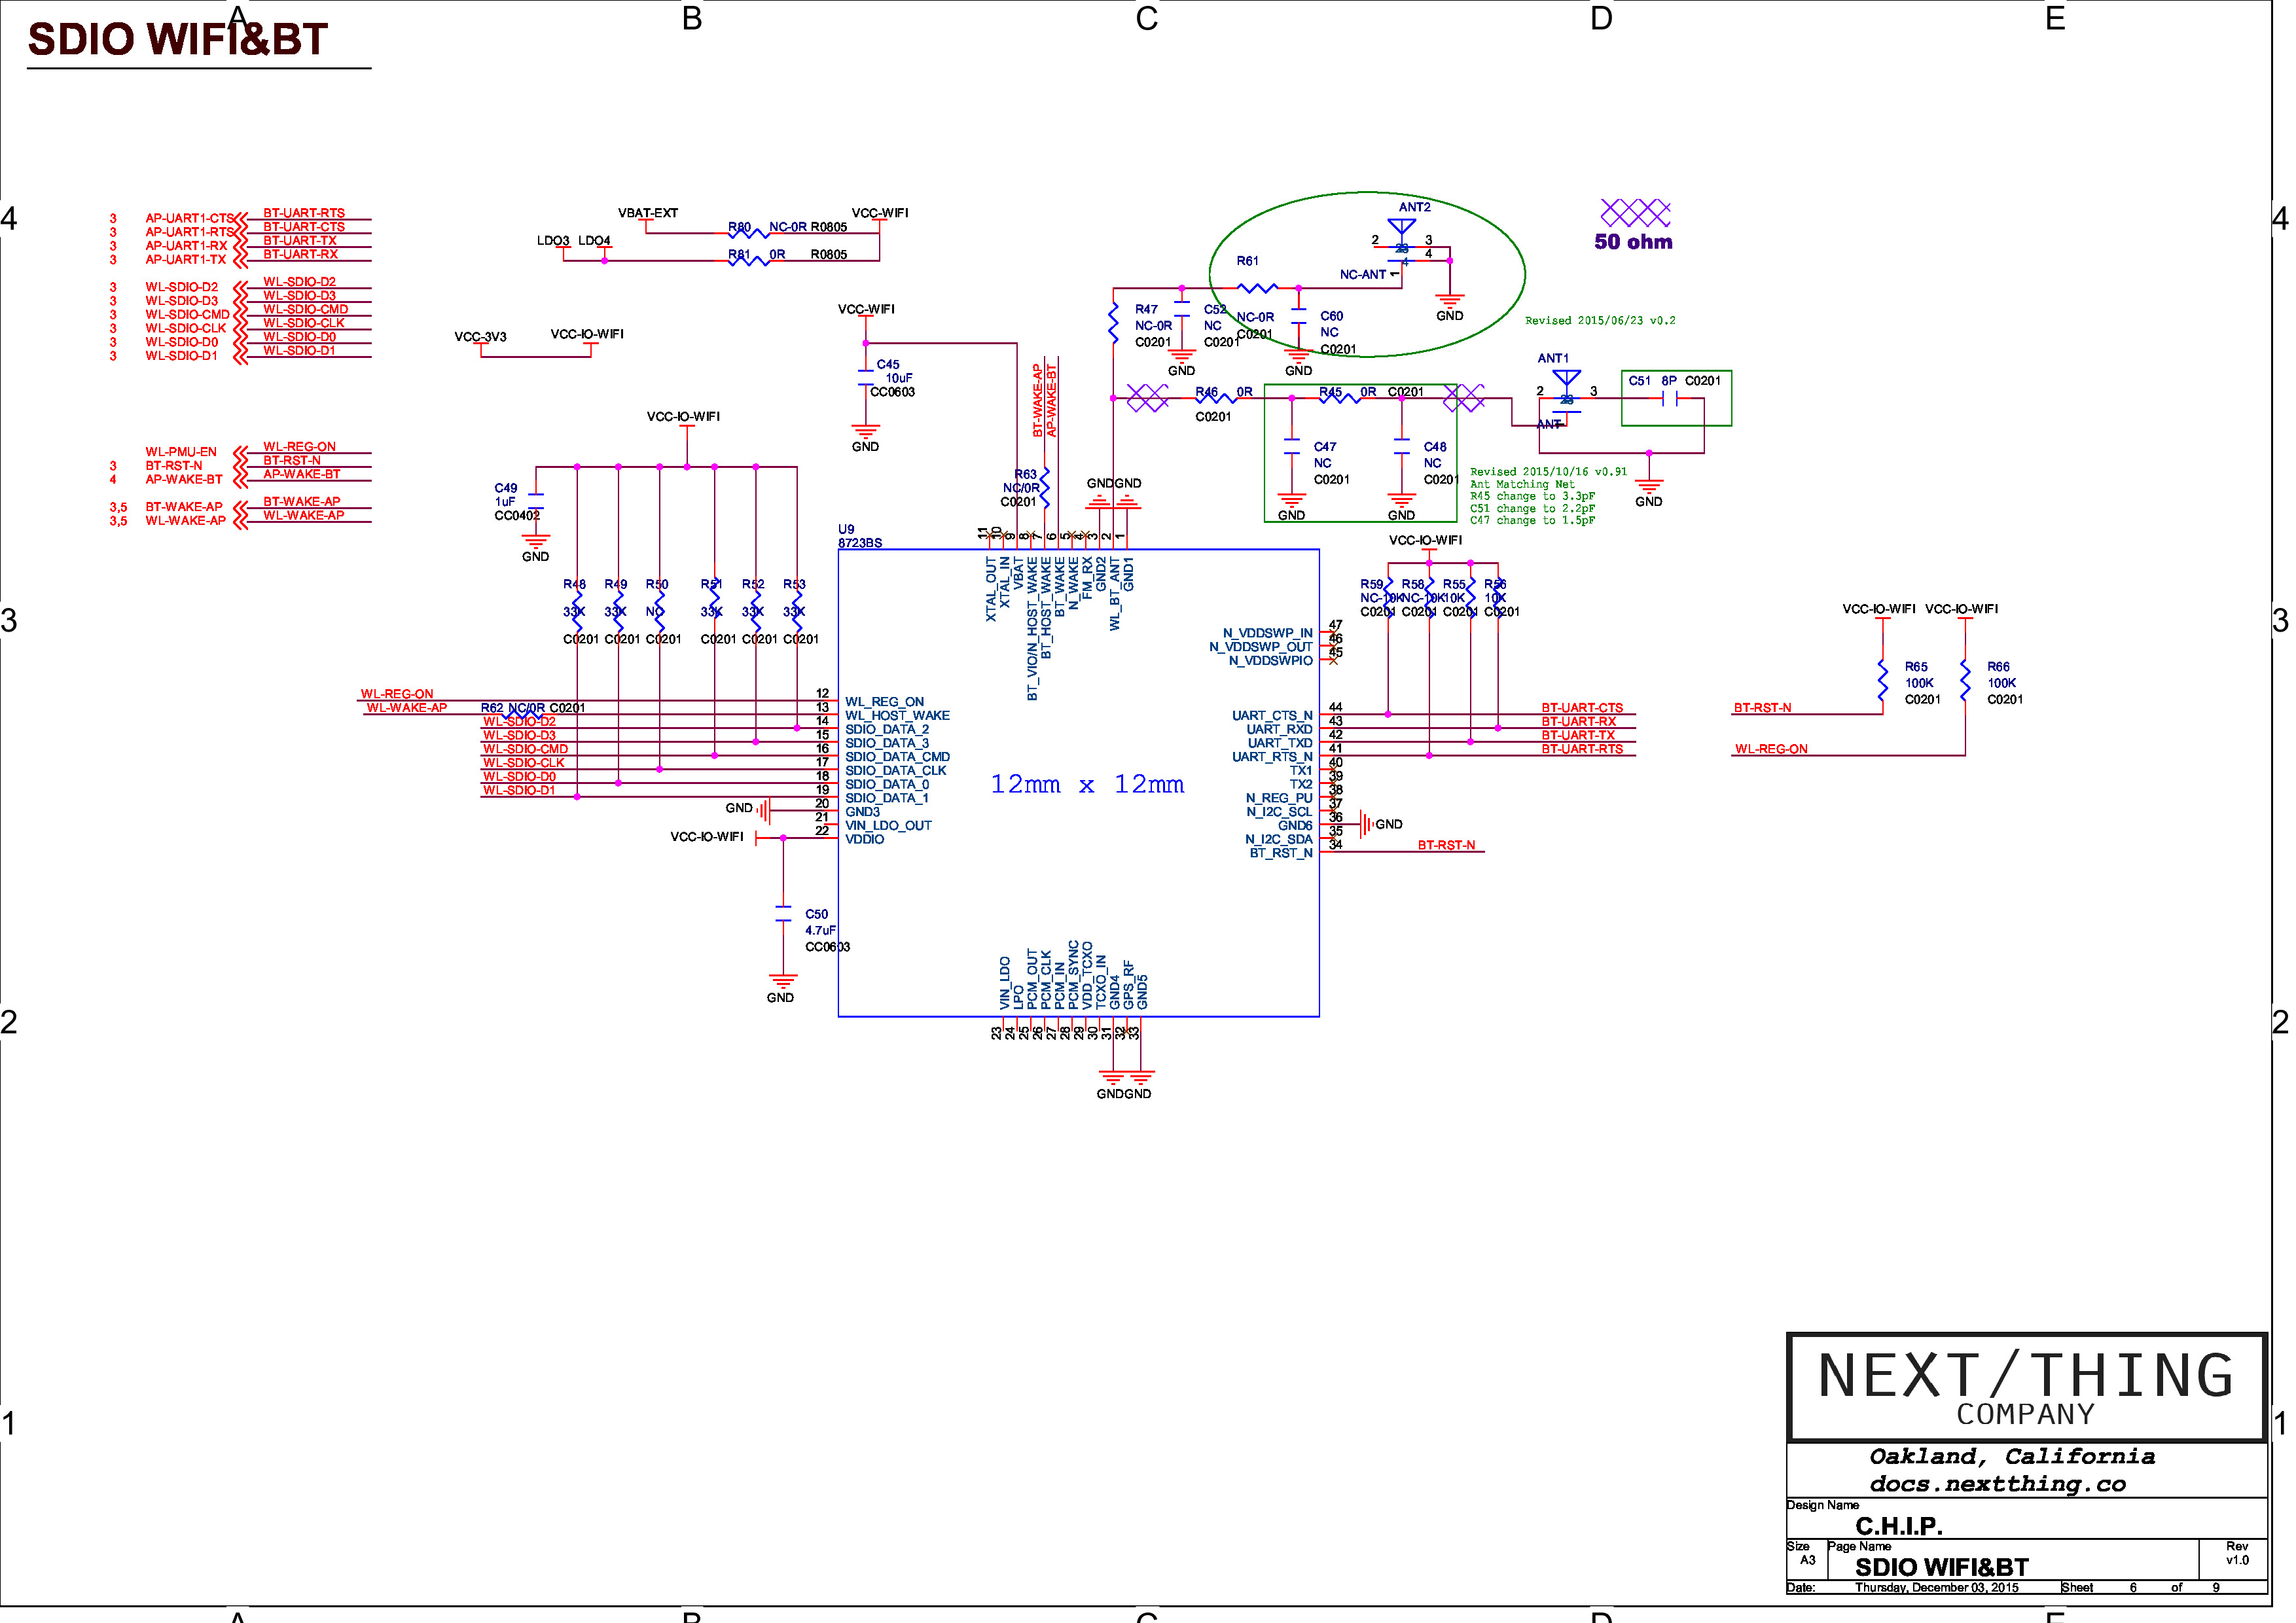 A
B
C
D
E
SDIO WIFI&BT
4
4
3 AP-UART1-CTS BT-UART-RTS
3 AP-UART1-RTS BT-UART-CTS
3 AP-UART1-RX BT-UART-TX
3 AP-UART1-TX BT-UART-RX
3 WL-SDIO-D2 WL-SDIO-D2
3 WL-SDIO-D3 WL-SDIO-D3
3 WL-SDIO-CMD WL-SDIO-CMD
3 WL-SDIO-CLK WL-SDIO-CLK
3 WL-SDIO-D0 WL-SDIO-D0
3 WL-SDIO-D1 WL-SDIO-D1
WL-PMU-EN WL-REG-ON
3 BT-RST-N BT-RST-N
4 AP-WAKE-BT AP-WAKE-BT
3,5 BT-WAKE-AP BT-WAKE-AP
3,5 WL-WAKE-AP WL-WAKE-AP
VBAT-EXT
VCC-WIFI
R80 NC-0R R0805
LDO3 LDO4
R81 0R R0805
VCC-3V3
VCC-IO-WIFI
VCC-WIFI
C45
10uF
CC0603
GND
BT-WAKE-AP
AP-WAKE-BT
R63
NC/0R
C0201
ANT2
2
3
4
1
NC-ANT
GND
R61
NC-0R
C0201
R47
NC-0R
C0201
C52
NC
C0201
GND
C60
NC
C0201
GND
50 ohm
Revised 2015/06/23 v0.2
R46 0R
C0201
R45 0R C0201
C47
NC
C0201
GND
C48
NC
C0201
GND
ANT1
2
3
ANT
C51 8P C0201
GND
Revised 2015/10/16 v0.91
Ant Matching Net
R45 change to 3.3pF
C51 change to 2.2pF
C47 change to 1.5pF
VCC-IO-WIFI
C49
1uF
CC0402
GND
R48 R49 R50 R51 R52 R53
33K 33K NC 33K 33K 33K
C0201 C0201 C0201 C0201 C0201 C0201
GND GND
U9
8723BS
11 10 9 8 7 6 5 4 3 2 1
XTAL_OUT
XTAL_IN
VBAT
BT_VIO/N_HOST_WAKE
BT_HOST_WAKE
BT_WAKE
N_WAKE
FM_RX
GND2
WL_BT_ANT
GND1
3
3
WL-REG-ON 12 WL_REG_ON
WL-WAKE-AP R62 NC/0R C0201 13 WL_HOST_WAKE
WL-SDIO-D2 14 SDIO_DATA_2
WL-SDIO-D3 15 SDIO_DATA_3
WL-SDIO-CMD 16 SDIO_DATA_CMD
WL-SDIO-CLK 17 SDIO_DATA_CLK
WL-SDIO-D0 18 SDIO_DATA_0
WL-SDIO-D1 19 SDIO_DATA_1
GND 20 GND3
21 VIN_LDO_OUT
VCC-IO-WIFI 22 VDDIO
C50
4.7uF
CC0603
GND
12mm x 12mm
N_VDDSWP_IN 47
N_VDDSWP_OUT 46
N_VDDSWPIO 45
UART_CTS_N 44 BT-UART-CTS
UART_RXD 43 BT-UART-RX
UART_TXD 42 BT-UART-TX
UART_RTS_N 41 BT-UART-RTS
TX1 40
TX2 39
N_REG_PU 38
N_I2C_SCL 37
GND6 36 GND
N_I2C_SDA 35
BT_RST_N 34 BT-RST-N
VCC-IO-WIFI
R59 R58 R55 R56
NC-10K NC-10K 10K 10K
C0201 C0201 C0201 C0201
VCC-IO-WIFI VCC-IO-WIFI
R65
100K
C0201
R66
100K
C0201
BT-RST-N
WL-REG-ON
VIN_LDO
LPO
PCM_OUT
PCM_CLK
PCM_IN
PCM_SYNC
VDD_TCXO
TCXO_IN
GND4
GPS_RF
GND5
23 24 25 26 27 28 29 30 31 32 33
GND GND
2
2
1
1
NEXT/THING
COMPANY
Oakland, California
docs.nextthing.co
Design Name
C.H.I.P.
Size
A3
Page Name
SDIO WIFI&BT
Rev
v1.0
Date: Thursday, December 03, 2015 Sheet 6 of 9
A
B
C
D
E